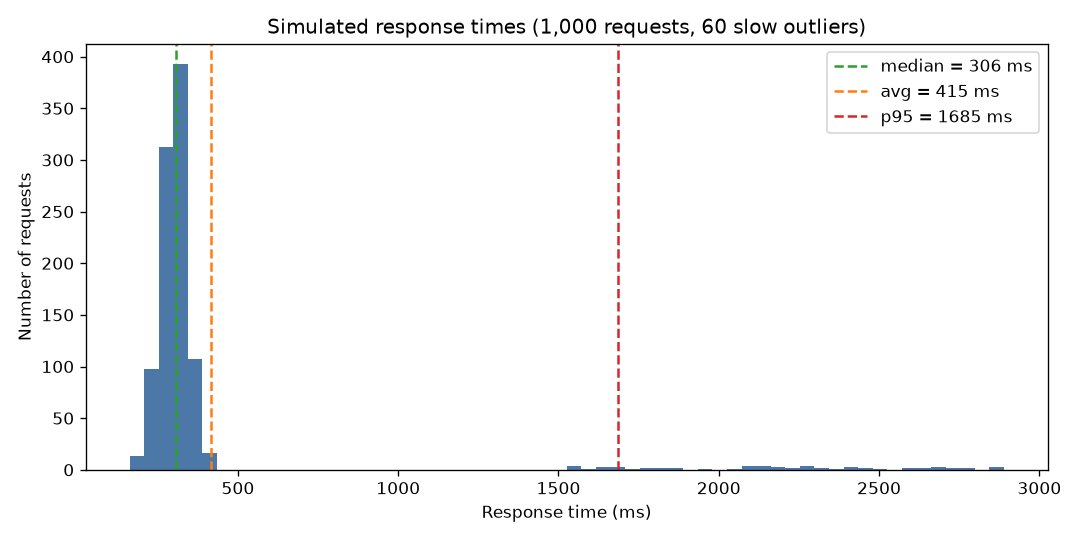 Simulated response times (1,000 requests, 60 slow outliers)
median = 306 ms
avg = 415 ms
p95 = 1685 ms
Number of requests
400
350
300
250
200
150
100
50
0
500
1000
1500
2000
2500
3000
Response time (ms)